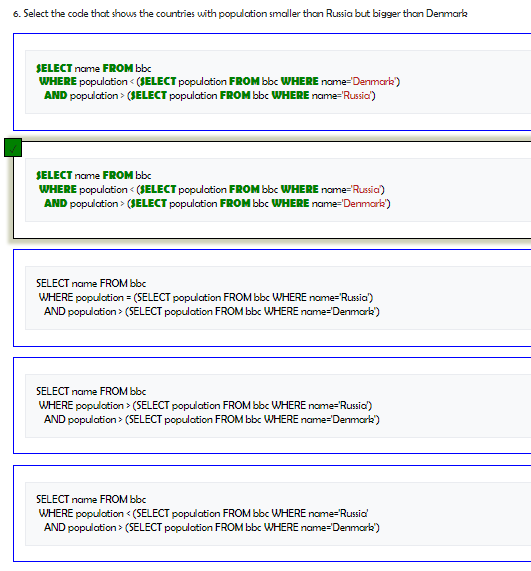 6. Select the code that shows the countries with population smaller than Russia but bigger than Denmark
SELECT name FROM bbc
WHERE population < (SELECT population FROM bbc WHERE name='Denmark')
AND population > (SELECT population FROM bbc WHERE name='Russia')
SELECT name FROM bbc
WHERE population < (SELECT population FROM bbc WHERE name='Russia')
AND population > (SELECT population FROM bbc WHERE name='Denmark')
SELECT name FROM bbc
WHERE population = (SELECT population FROM bbc WHERE name='Russia')
AND population > (SELECT population FROM bbc WHERE name='Denmark')
SELECT name FROM bbc
WHERE population > (SELECT population FROM bbc WHERE name='Russia')
AND population > (SELECT population FROM bbc WHERE name='Denmark')
SELECT name FROM bbc
WHERE population < (SELECT population FROM bbc WHERE name='Russia'
AND population > (SELECT population FROM bbc WHERE name='Denmark')